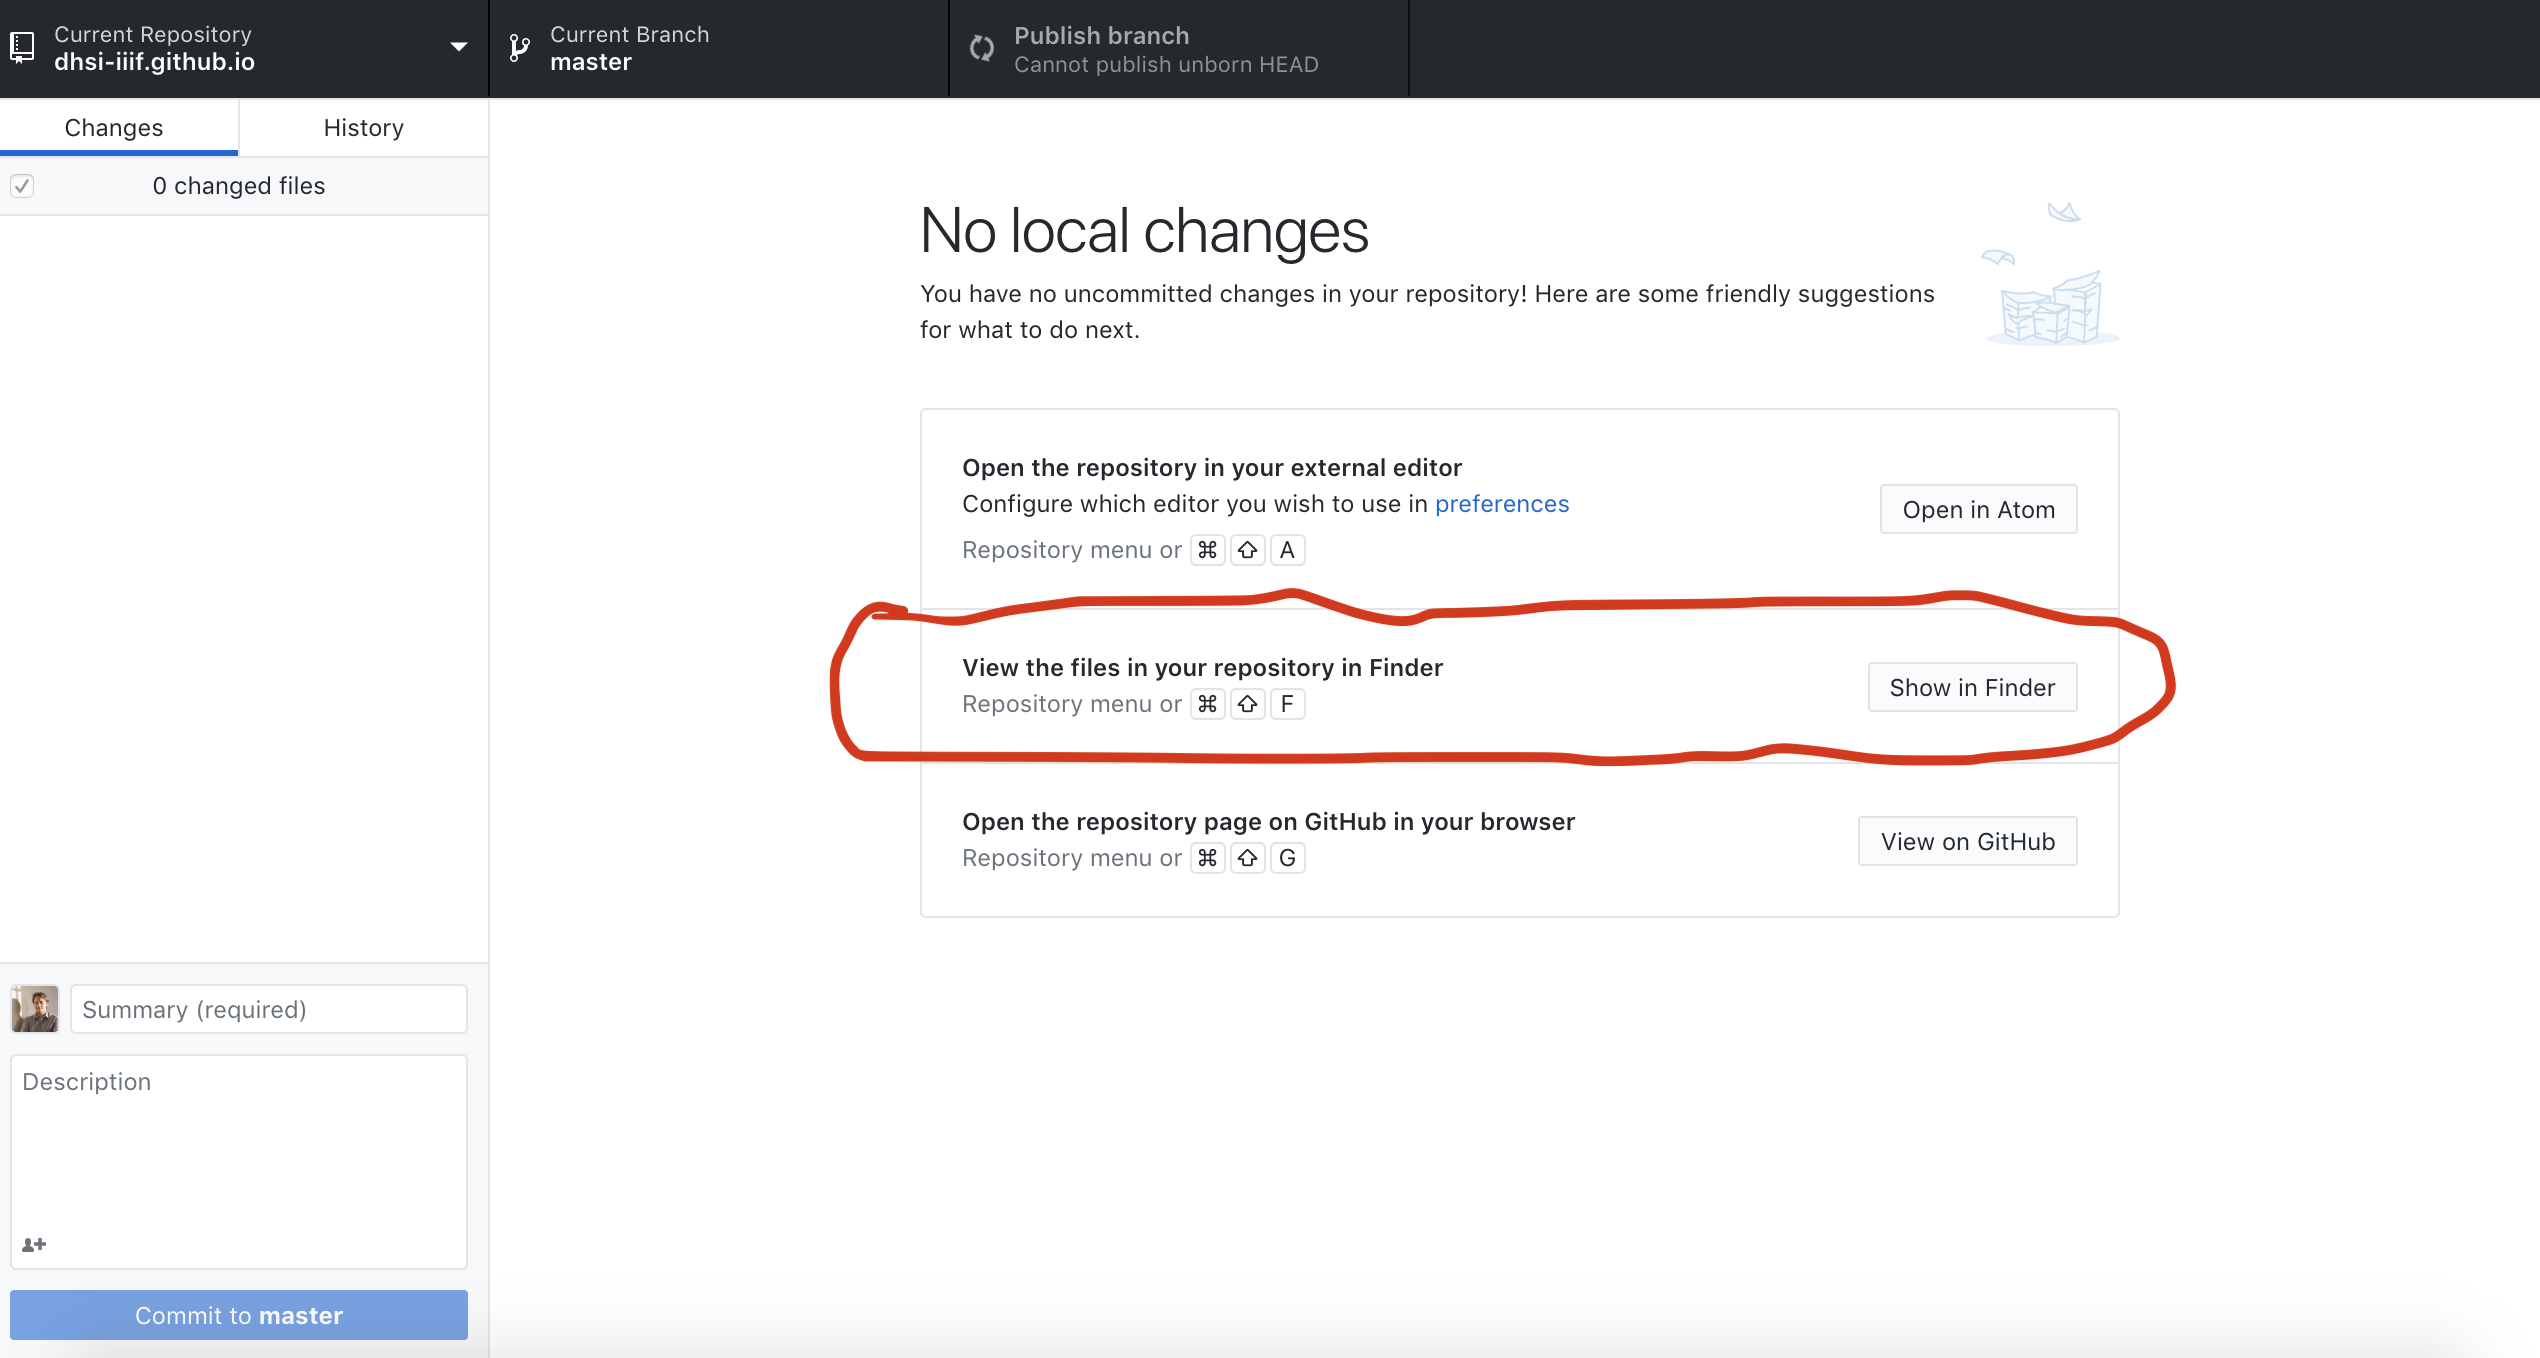 Current Repository
dhsi-iiif.github.io
Current Branch
master
Publish branch
Cannot publish unborn HEAD
Changes
History
0 changed files
No local changes
You have no uncommitted changes in your repository! Here are some friendly suggestions
for what to do next.
Open the repository in your external editor
Configure which editor you wish to use in preferences
Repository menu or ⌘ ⇧ A
Open in Atom
View the files in your repository in Finder
Repository menu or ⌘ ⇧ F
Show in Finder
Open the repository page on GitHub in your browser
Repository menu or ⌘ ⇧ G
View on GitHub
Summary (required)
Description
Commit to master